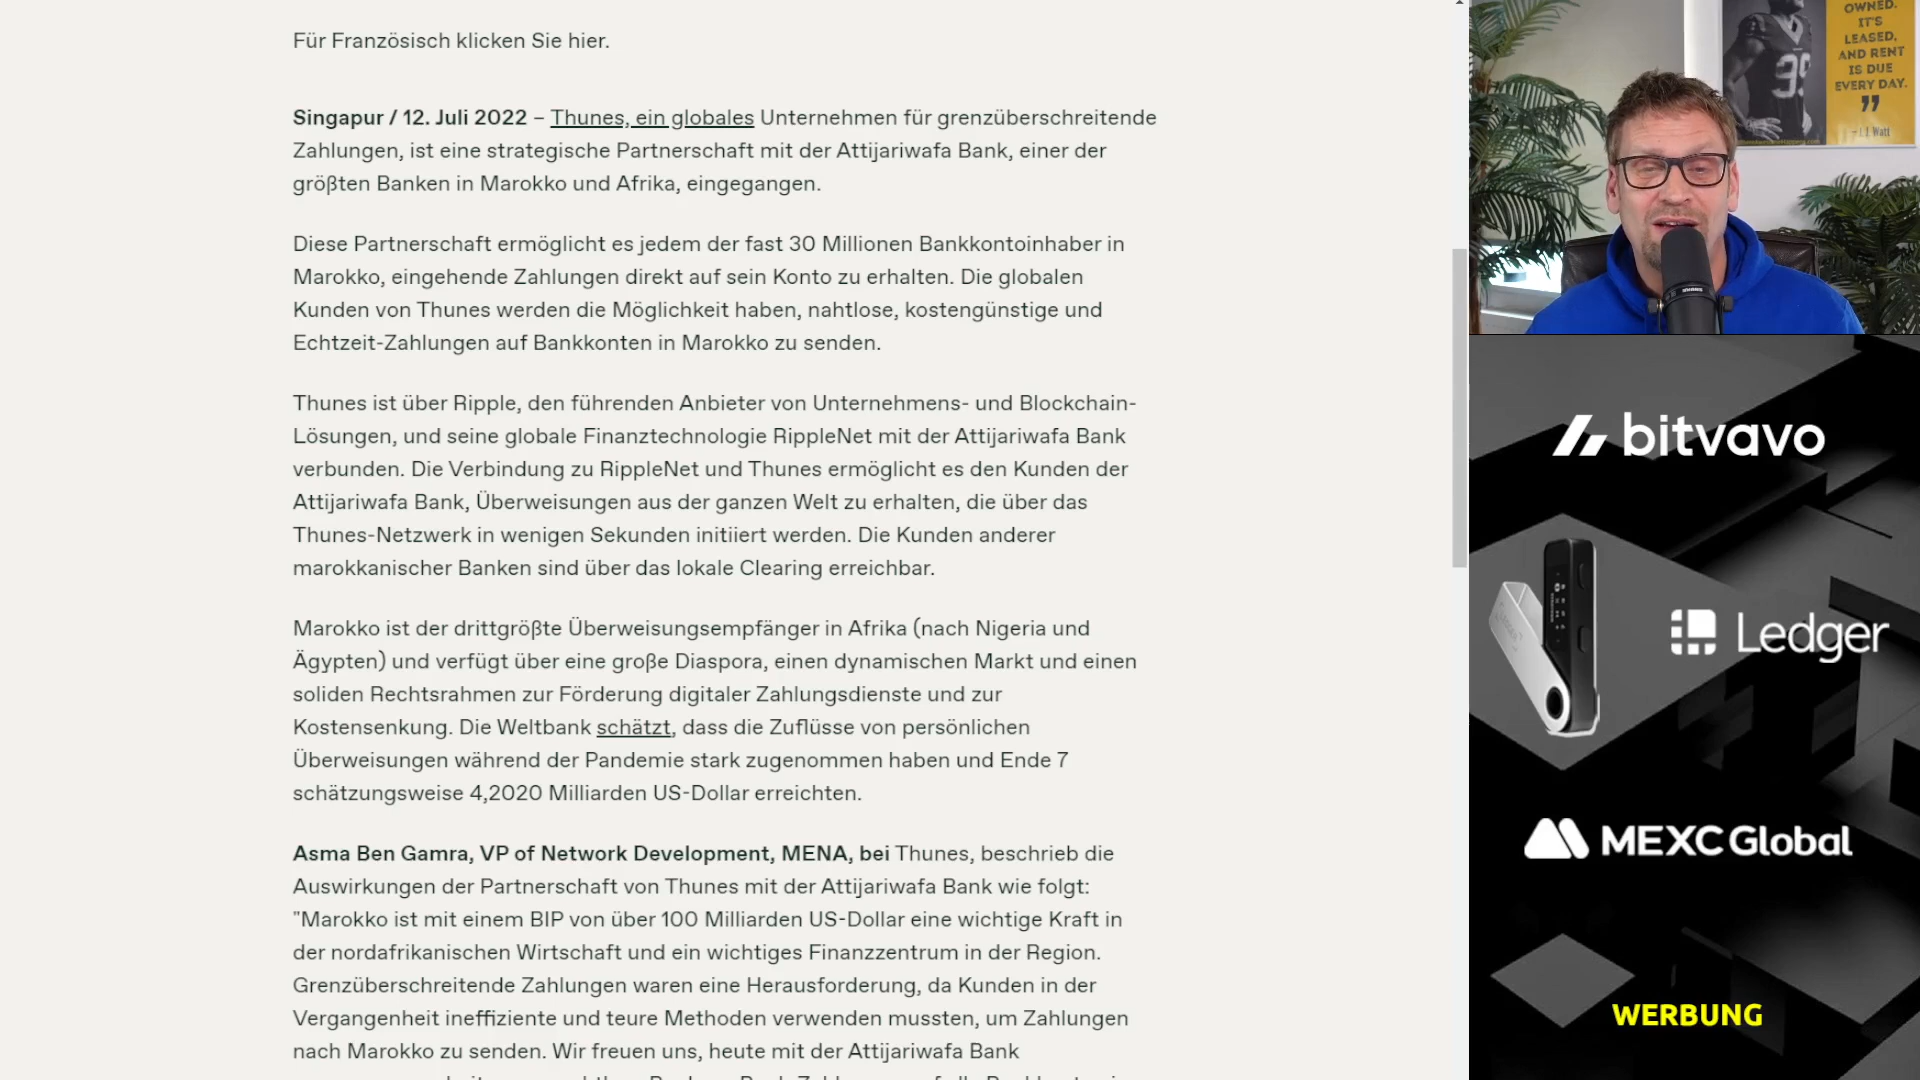 Für Französisch klicken Sie hier.
Singapur / 12. Juli 2022 – Thunes, ein globales Unternehmen für grenzüberschreitende
Zahlungen, ist eine strategische Partnerschaft mit der Attijariwafa Bank, einer der
größten Banken in Marokko und Afrika, eingegangen.
Diese Partnerschaft ermöglicht es jedem der fast 30 Millionen Bankkontoinhaber in
Marokko, eingehende Zahlungen direkt auf sein Konto zu erhalten. Die globalen
Kunden von Thunes werden die Möglichkeit haben, nahtlose, kostengünstige und
Echtzeit-Zahlungen auf Bankkonten in Marokko zu senden.
Thunes ist über Ripple, den führenden Anbieter von Unternehmens- und Blockchain-
Lösungen, und seine globale Finanztechnologie RippleNet mit der Attijariwafa Bank
verbunden. Die Verbindung zu RippleNet und Thunes ermöglicht es den Kunden der
Attijariwafa Bank, Überweisungen aus der ganzen Welt zu erhalten, die über das
Thunes-Netzwerk in wenigen Sekunden initiiert werden. Die Kunden anderer
marokkanischer Banken sind über das lokale Clearing erreichbar.
Marokko ist der drittgrößte Überweisungsempfänger in Afrika (nach Nigeria und
Ägypten) und verfügt über eine große Diaspora, einen dynamischen Markt und einen
soliden Rechtsrahmen zur Förderung digitaler Zahlungsdienste und zur
Kostensenkung. Die Weltbank schätzt, dass die Zuflüsse von persönlichen
Überweisungen während der Pandemie stark zugenommen haben und Ende 7
schätzungsweise 4,2020 Milliarden US-Dollar erreichten.
Asma Ben Gamra, VP of Network Development, MENA, bei Thunes, beschrieb die
Auswirkungen der Partnerschaft von Thunes mit der Attijariwafa Bank wie folgt:
"Marokko ist mit einem BIP von über 100 Milliarden US-Dollar eine wichtige Kraft in
der nordafrikanischen Wirtschaft und ein wichtiges Finanzzentrum in der Region.
Grenzüberschreitende Zahlungen waren eine Herausforderung, da Kunden in der
Vergangenheit ineffiziente und teure Methoden verwenden mussten, um Zahlungen
nach Marokko zu senden. Wir freuen uns, heute mit der Attijariwafa Bank
OWNED.
IT'S
LEASED,
AND RENT
IS DUE
EVERY DAY.
"
– J.J. Watt
99
bitvavo
Ledger
MEXC Global
WERBUNG